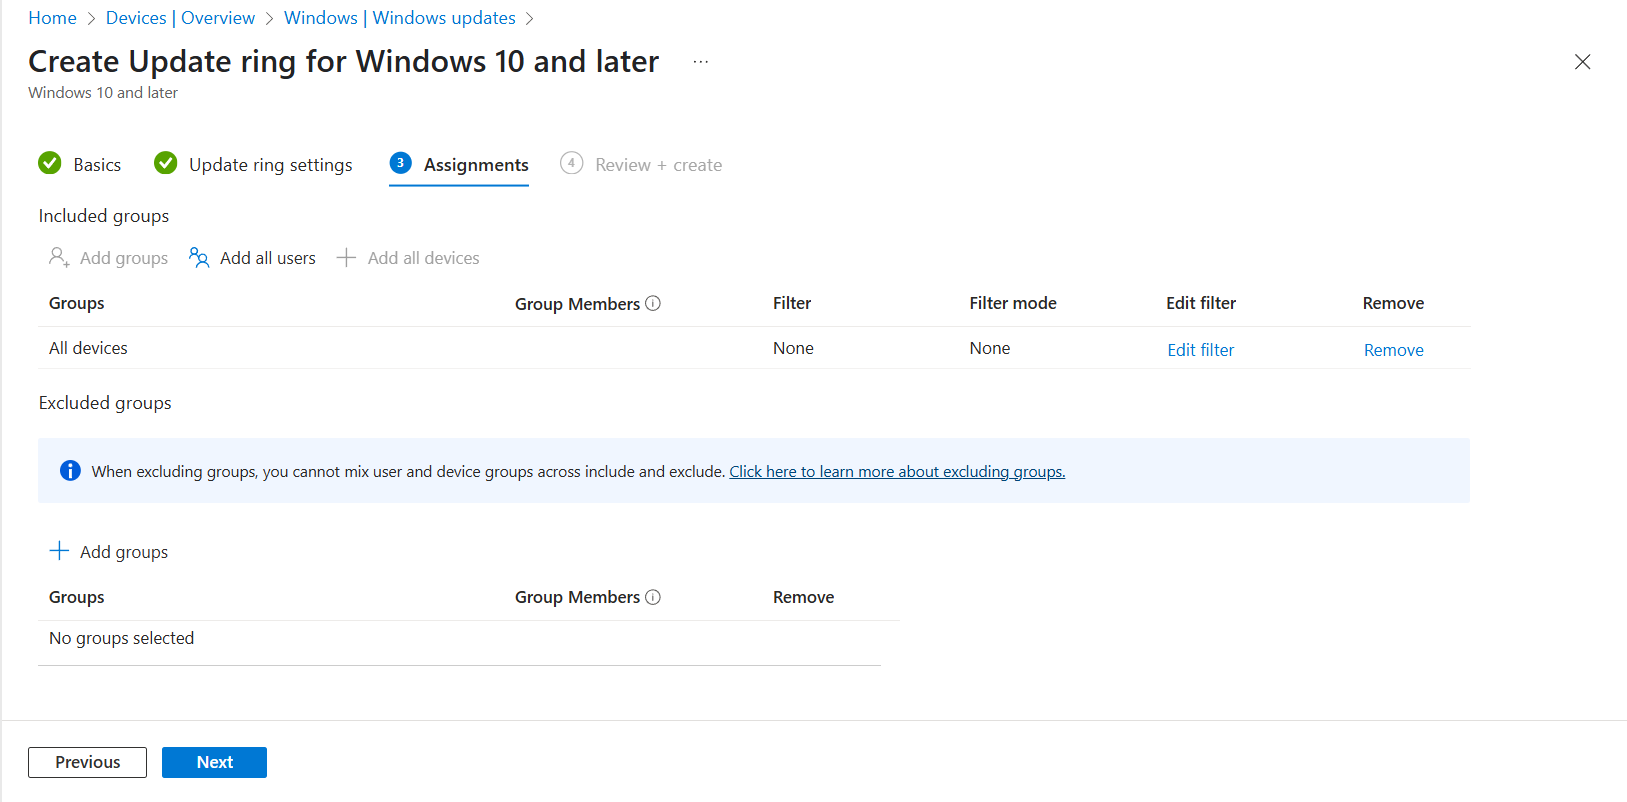 Home > Devices | Overview > Windows | Windows updates >
Create Update ring for Windows 10 and later ...
Windows 10 and later
Basics Update ring settings 3 Assignments 4 Review + create
Included groups
Add groups Add all users Add all devices
Groups Group Members Filter Filter mode Edit filter Remove
All devices None None Edit filter Remove
Excluded groups
When excluding groups, you cannot mix user and device groups across include and exclude. Click here to learn more about excluding groups.
Add groups
Groups Group Members Remove
No groups selected
Previous Next